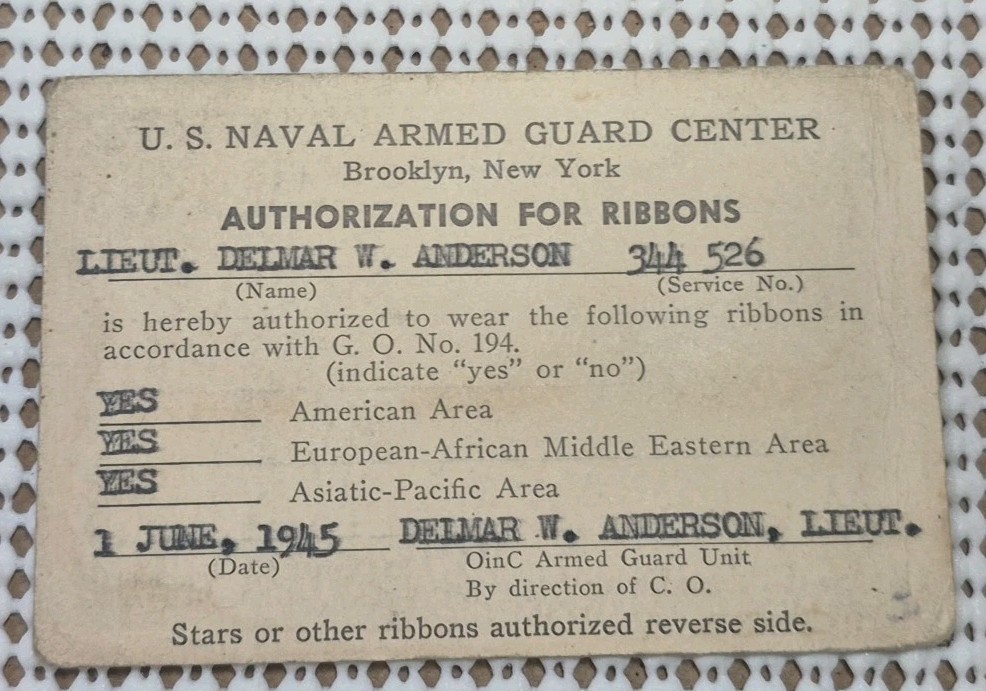 U. S. NAVAL ARMED GUARD CENTER
Brooklyn, New York
AUTHORIZATION FOR RIBBONS
LIEUT. DELMAR W. ANDERSON 344 526
(Name) (Service No.)
is hereby authorized to wear the following ribbons in
accordance with G. O. No. 194.
(indicate “yes” or “no”)
YES American Area
YES European-African Middle Eastern Area
YES Asiatic-Pacific Area
1 JUNE, 1945 DELMAR W. ANDERSON, LIEUT.
(Date) OinC Armed Guard Unit
By direction of C. O.
Stars or other ribbons authorized reverse side.